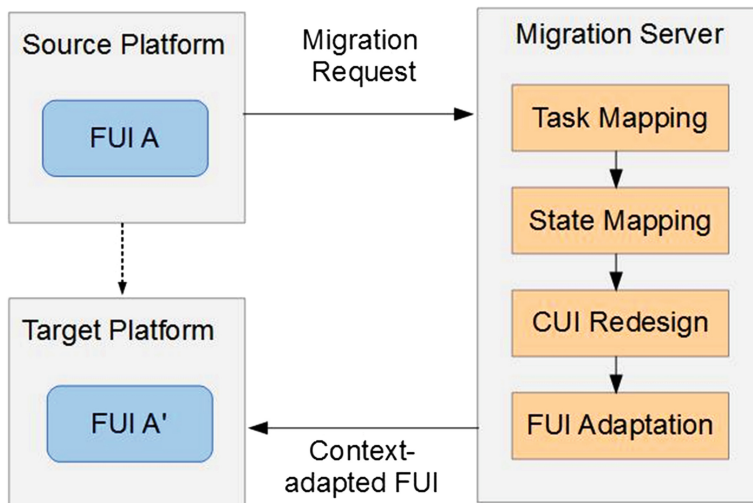 Source Platform
FUI A
Migration
Request
Migration Server
Task Mapping
State Mapping
CUI Redesign
FUI Adaptation
Target Platform
FUI A'
Context-
adapted FUI